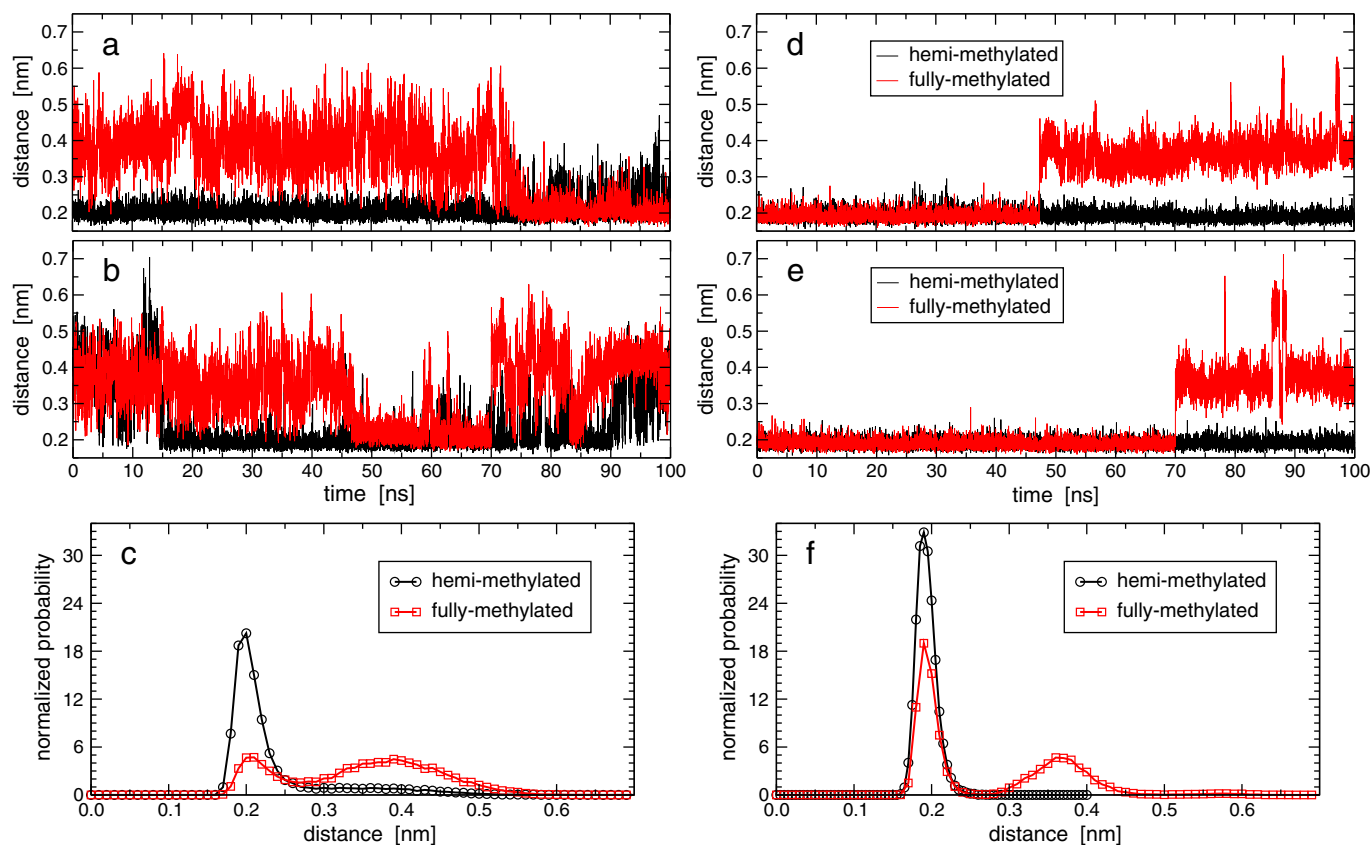 a
distance [nm]
0.7
0.6
0.5
0.4
0.3
0.2
b
distance [nm]
0.7
0.6
0.5
0.4
0.3
0.2
0 10 20 30 40 50 60 70 80 90 100
time [ns]
c
normalized probability
30
24
18
12
6
0
hemi-methylated
fully-methylated
0.0 0.1 0.2 0.3 0.4 0.5 0.6
distance [nm]
d
distance [nm]
0.7
0.6
0.5
0.4
0.3
0.2
hemi-methylated
fully-methylated
e
distance [nm]
0.7
0.6
0.5
0.4
0.3
0.2
hemi-methylated
fully-methylated
0 10 20 30 40 50 60 70 80 90 100
time [ns]
f
normalized probability
30
24
18
12
6
0
hemi-methylated
fully-methylated
0.0 0.1 0.2 0.3 0.4 0.5 0.6
distance [nm]